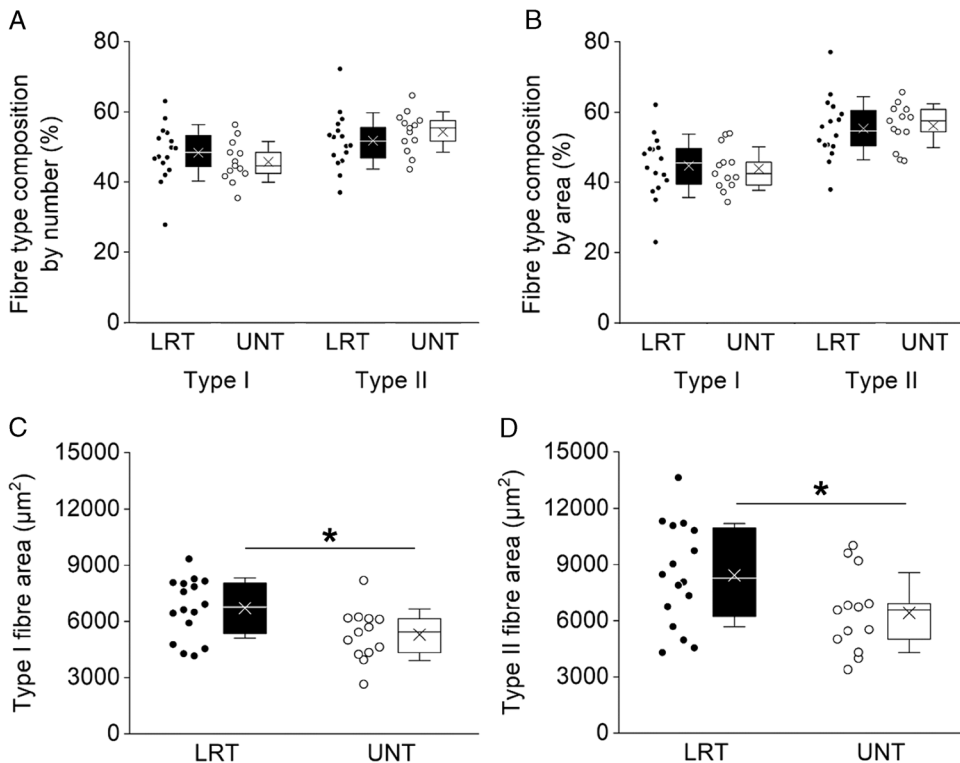 A
Fibre type composition
by number (%)
80
60
40
20
0
LRT UNT LRT UNT
Type I Type II
B
Fibre type composition
by area (%)
80
60
40
20
0
LRT UNT LRT UNT
Type I Type II
C
Type I fibre area (µm²)
15000
12000
9000
6000
3000
0
*
LRT UNT
D
Type II fibre area (µm²)
15000
12000
9000
6000
3000
0
*
LRT UNT